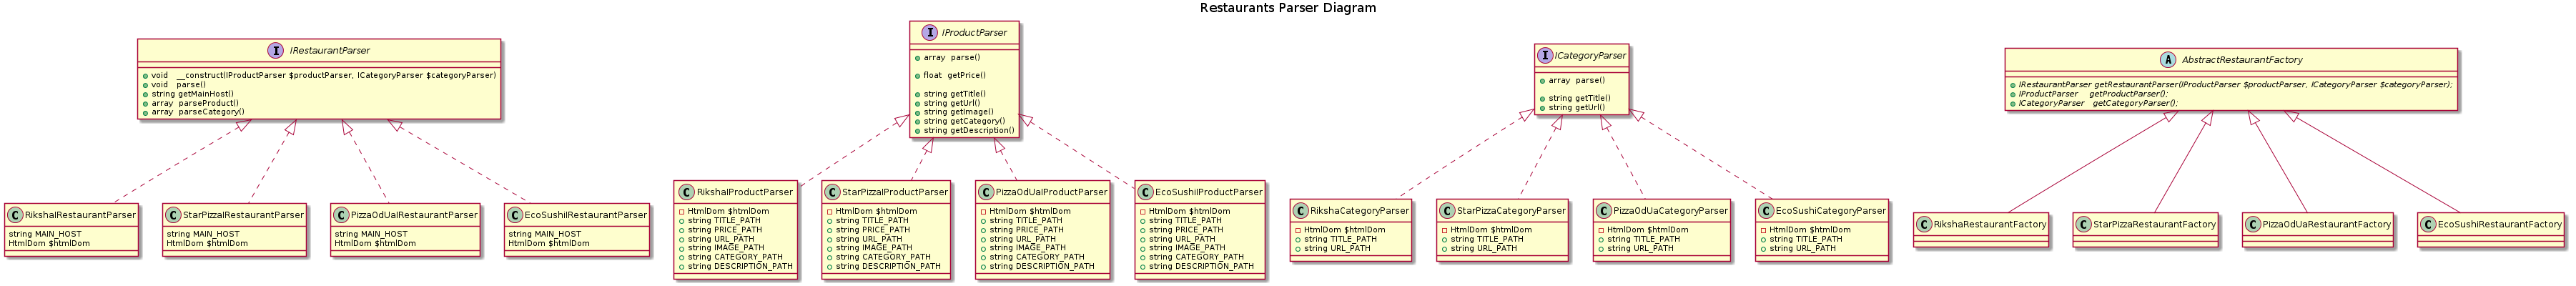 Restaurants Parser Diagram
IRestaurantParser
void __construct(IProductParser $productParser, ICategoryParser $categoryParser)
void parse()
string getMainHost()
array parseProduct()
array parseCategory()
IProductParser
array parse()
float getPrice()
string getTitle()
string getUrl()
string getImage()
string getCategory()
string getDescription()
ICategoryParser
array parse()
string getTitle()
string getUrl()
AbstractRestaurantFactory
IRestaurantParser getRestaurantParser(IProductParser $productParser, ICategoryParser $categoryParser);
IProductParser getProductParser();
ICategoryParser getCategoryParser();
RikshaIRestaurantParser
string MAIN_HOST
HtmlDom $htmlDom
StarPizzaIRestaurantParser
string MAIN_HOST
HtmlDom $htmlDom
PizzaOdUaIRestaurantParser
string MAIN_HOST
HtmlDom $htmlDom
EcoSushiIRestaurantParser
string MAIN_HOST
HtmlDom $htmlDom
RikshaIProductParser
HtmlDom $htmlDom
string TITLE_PATH
string PRICE_PATH
string URL_PATH
string IMAGE_PATH
string CATEGORY_PATH
string DESCRIPTION_PATH
StarPizzaIProductParser
HtmlDom $htmlDom
string TITLE_PATH
string PRICE_PATH
string URL_PATH
string IMAGE_PATH
string CATEGORY_PATH
string DESCRIPTION_PATH
PizzaOdUaIProductParser
HtmlDom $htmlDom
string TITLE_PATH
string PRICE_PATH
string URL_PATH
string IMAGE_PATH
string CATEGORY_PATH
string DESCRIPTION_PATH
EcoSushiIProductParser
HtmlDom $htmlDom
string TITLE_PATH
string PRICE_PATH
string URL_PATH
string IMAGE_PATH
string CATEGORY_PATH
string DESCRIPTION_PATH
RikshaCategoryParser
HtmlDom $htmlDom
string TITLE_PATH
string URL_PATH
StarPizzaCategoryParser
HtmlDom $htmlDom
string TITLE_PATH
string URL_PATH
PizzaOdUaCategoryParser
HtmlDom $htmlDom
string TITLE_PATH
string URL_PATH
EcoSushiCategoryParser
HtmlDom $htmlDom
string TITLE_PATH
string URL_PATH
RikshaRestaurantFactory
StarPizzaRestaurantFactory
PizzaOdUaRestaurantFactory
EcoSushiRestaurantFactory